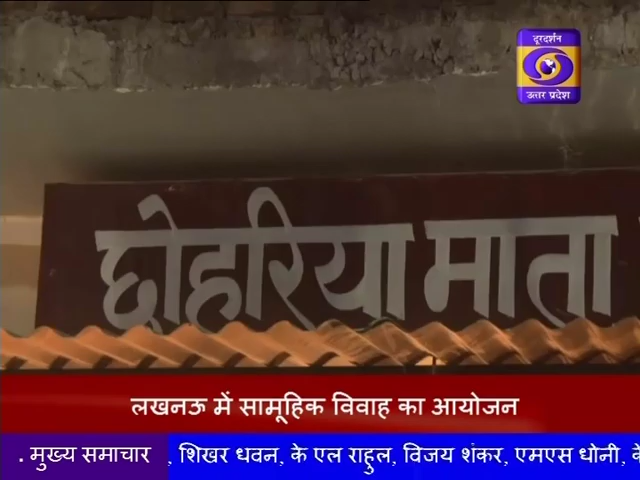 दूरदर्शन
उत्तर प्रदेश
छोहरिया माता
लखनऊ में सामूहिक विवाह का आयोजन
. मुख्य समाचार , शिखर धवन, के एल राहुल, विजय शंकर, एमएस धोनी,